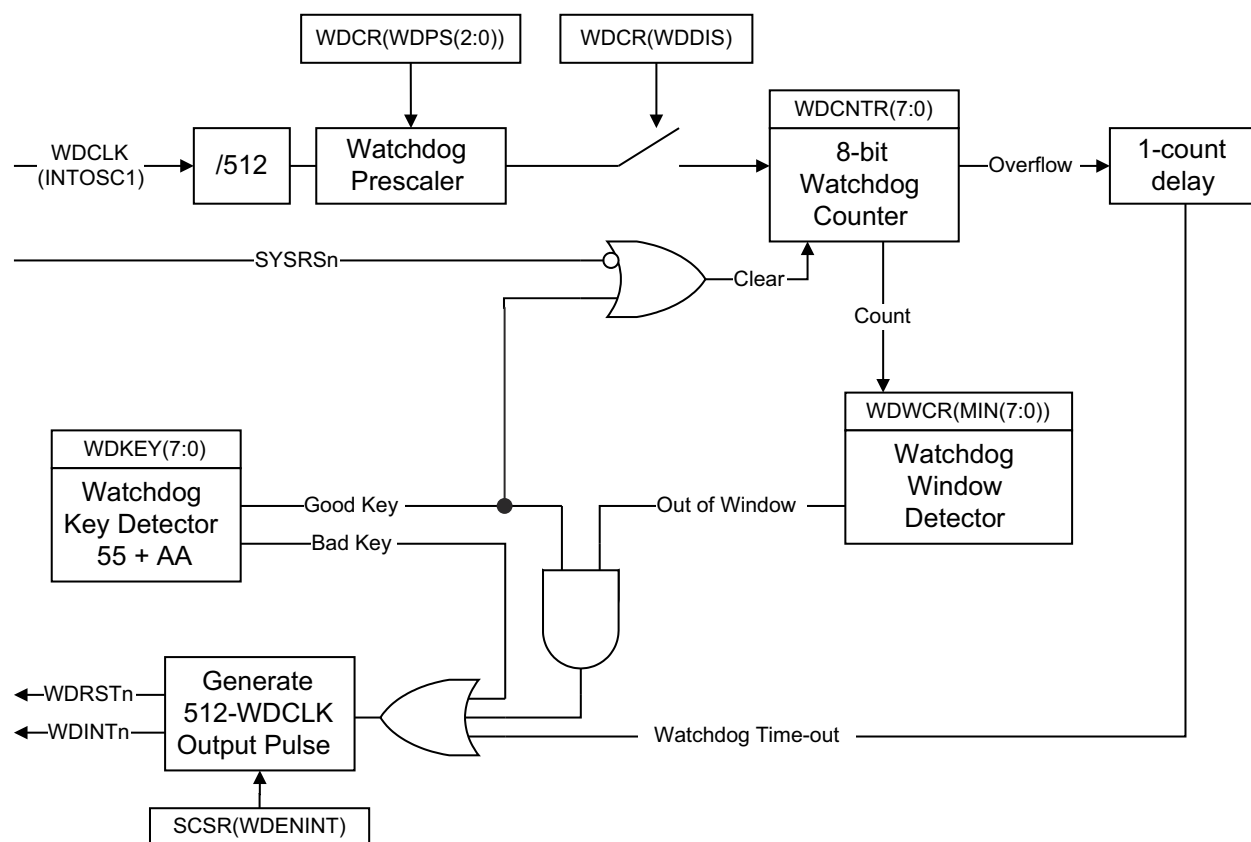 WDCR(WDPS(2:0))
WDCR(WDDIS)
WDCNTR(7:0)
WDCLK
(INTOSC1)
/512
Watchdog
Prescaler
8-bit
Watchdog
Counter
Overflow
1-count
delay
SYSRSn
Clear
Count
WDWCR(MIN(7:0))
Watchdog
Window
Detector
WDKEY(7:0)
Watchdog
Key Detector
55 + AA
Good Key
Bad Key
Out of Window
WDRSTn
WDINTn
Generate
512-WDCLK
Output Pulse
Watchdog Time-out
SCSR(WDENINT)